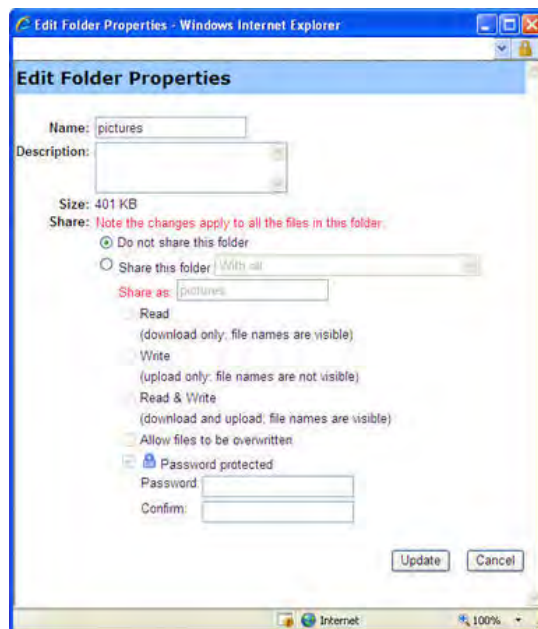 Edit Folder Properties - Windows Internet Explorer
Edit Folder Properties
Name: pictures
Description:
Size: 401 KB
Share: Note the changes apply to all the files in this folder.
Do not share this folder
Share this folder With all
Share as: pictures
Read
(download only: file names are visible)
Write
(upload only: file names are not visible)
Read & Write
(download and upload: file names are visible)
Allow files to be overwritten
Password protected
Password:
Confirm:
Update Cancel
Internet 100%